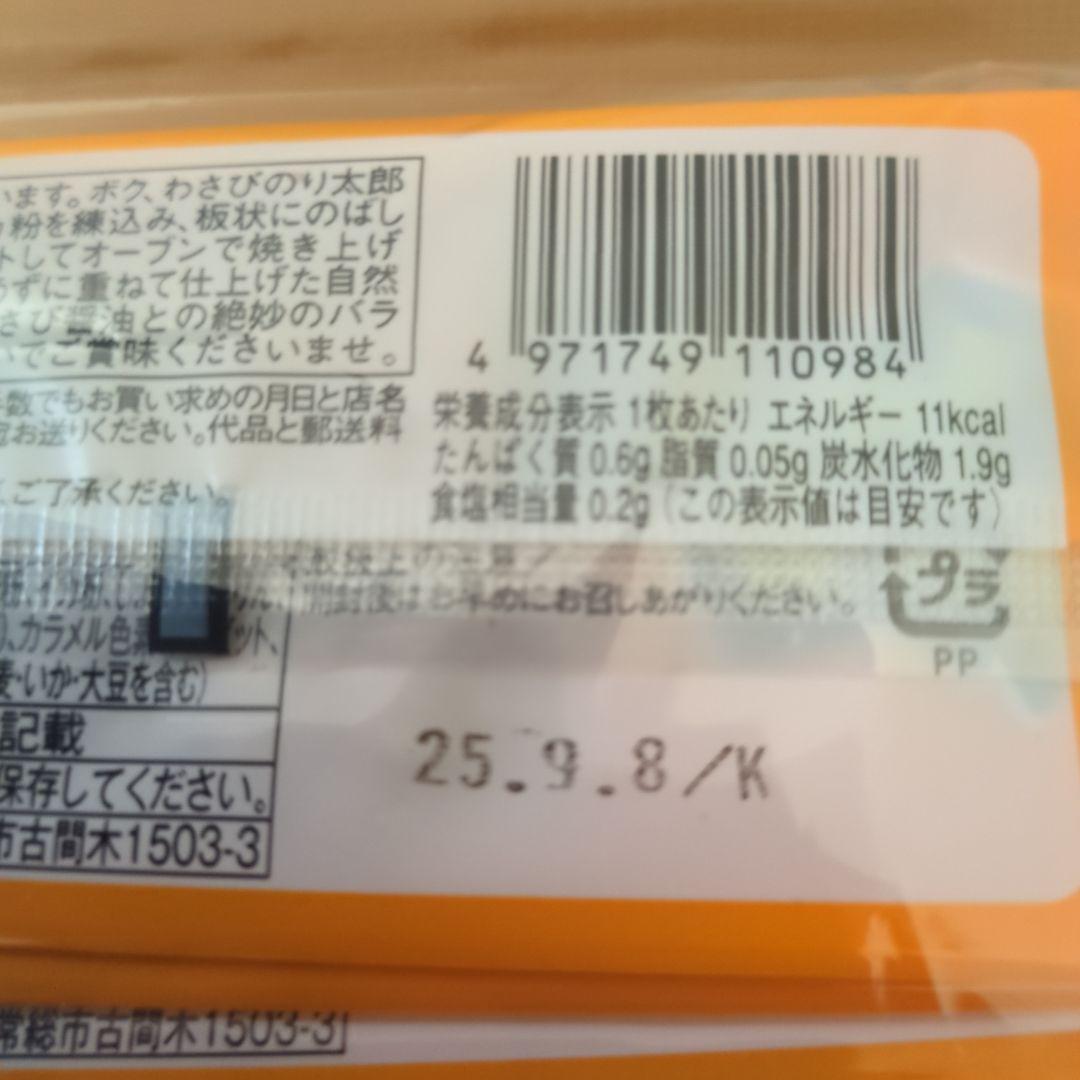 います。ボク、わさびのり太郎
粉を練込み、板状にのばし
トしてオーブンで焼き上げ
うずに重ねて仕上げた自然
さび醤油との絶妙のバラ
でご賞味くださいませ。
数でもお買い求めの月日と店名
お送りください。代品と郵送料
ご了承ください。
4 971749 110984
栄養成分表示 1枚あたり エネルギー 11kcal
たんぱく質 0.6g 脂質 0.05g 炭水化物 1.9g
食塩相当量 0.2g (この表示値は目安です)
開封後はお早めにお召しあがりください。
プラ
PP
、カラメル色素
麦・いか・大豆を含む)
記載
保存してください。
市古間木1503-3
25.9.8/K
常総市古間木1503-3